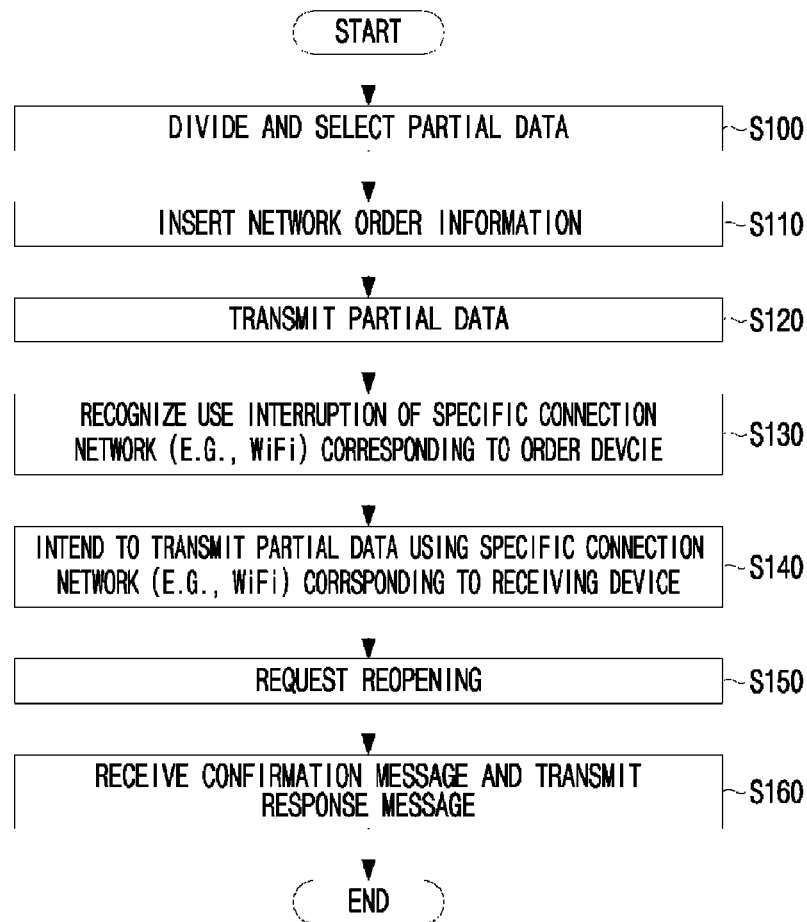 START
DIVIDE AND SELECT PARTIAL DATA
S100
INSERT NETWORK ORDER INFORMATION
S110
TRANSMIT PARTIAL DATA
S120
RECOGNIZE USE INTERRUPTION OF SPECIFIC CONNECTION
NETWORK (E.G., WiFi) CORRESPONDING TO ORDER DEVCIE
S130
INTEND TO TRANSMIT PARTIAL DATA USING SPECIFIC CONNECTION
NETWORK (E.G., WiFi) CORRSPONDING TO RECEIVING DEVICE
S140
REQUEST REOPENING
S150
RECEIVE CONFIRMATION MESSAGE AND TRANSMIT
RESPONSE MESSAGE
S160
END